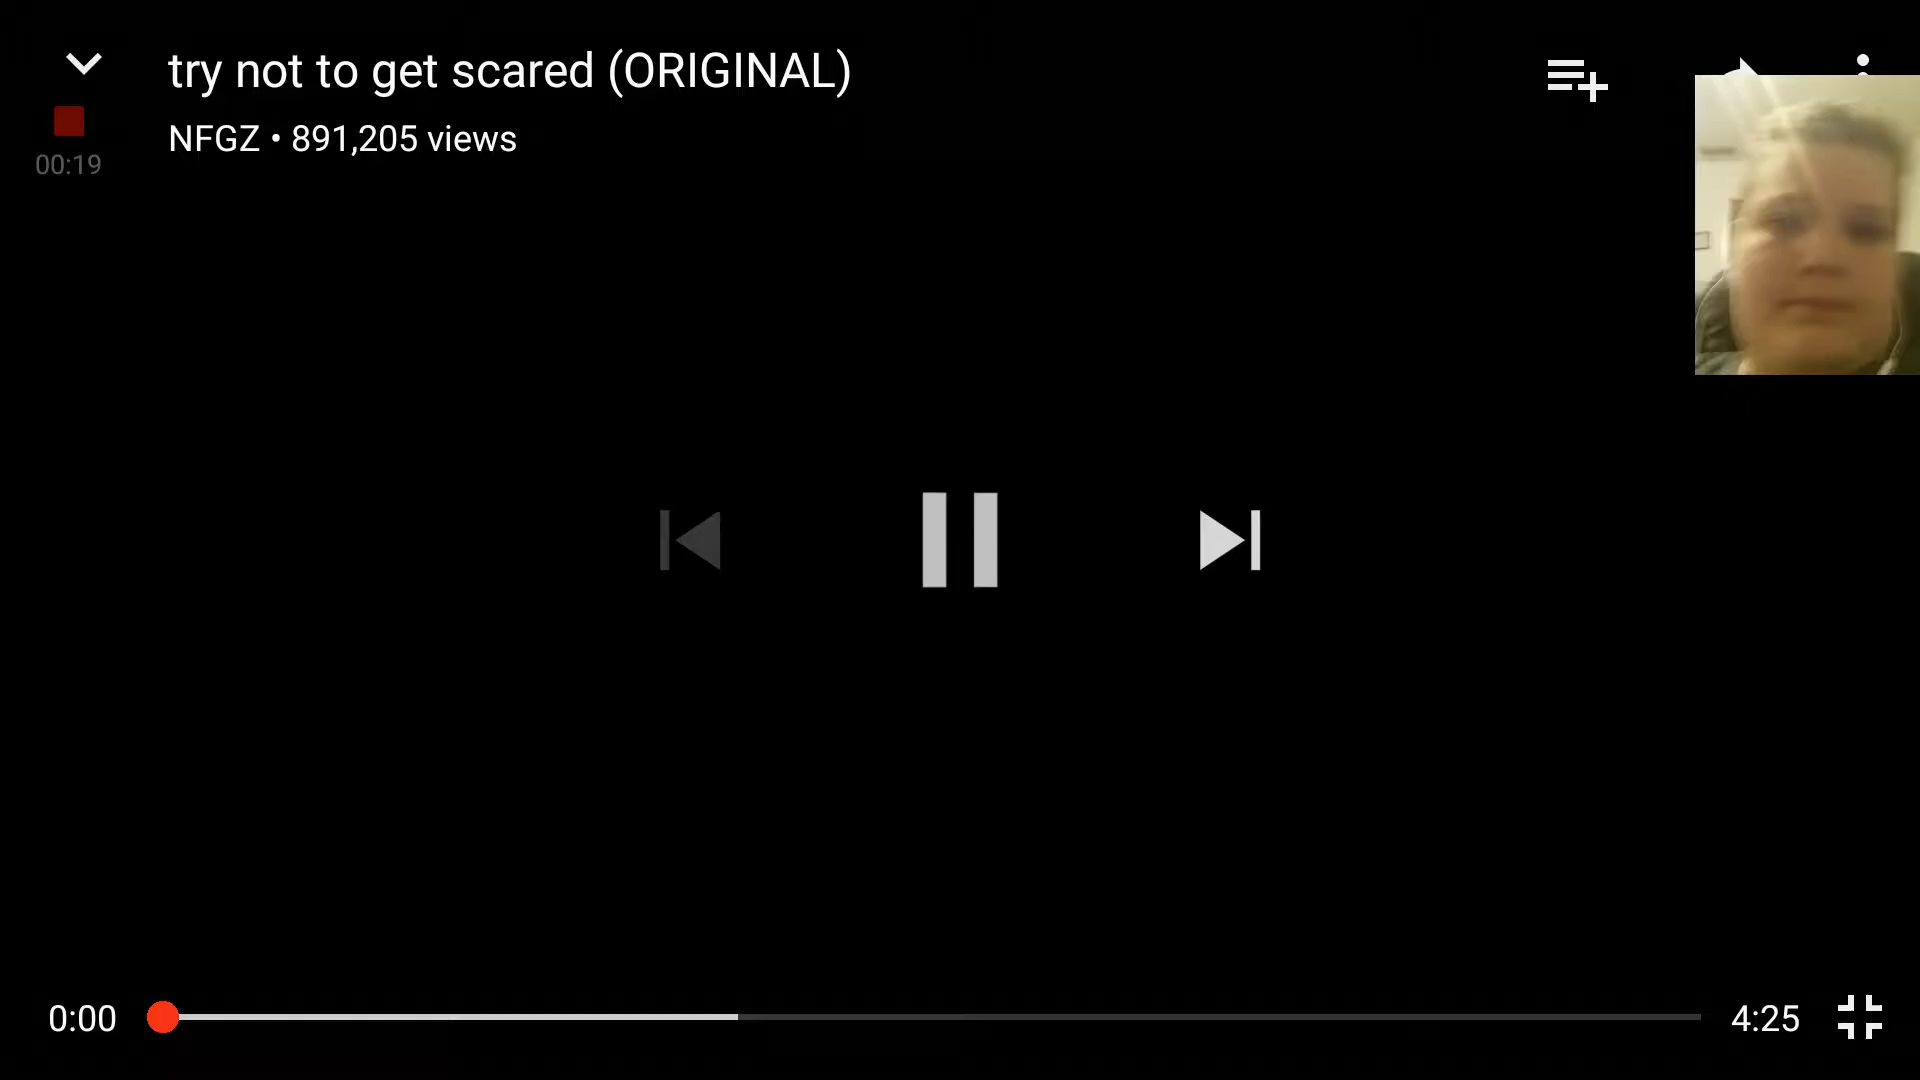 try not to get scared (ORIGINAL)
NFGZ • 891,205 views
00:19
0:00
4:25